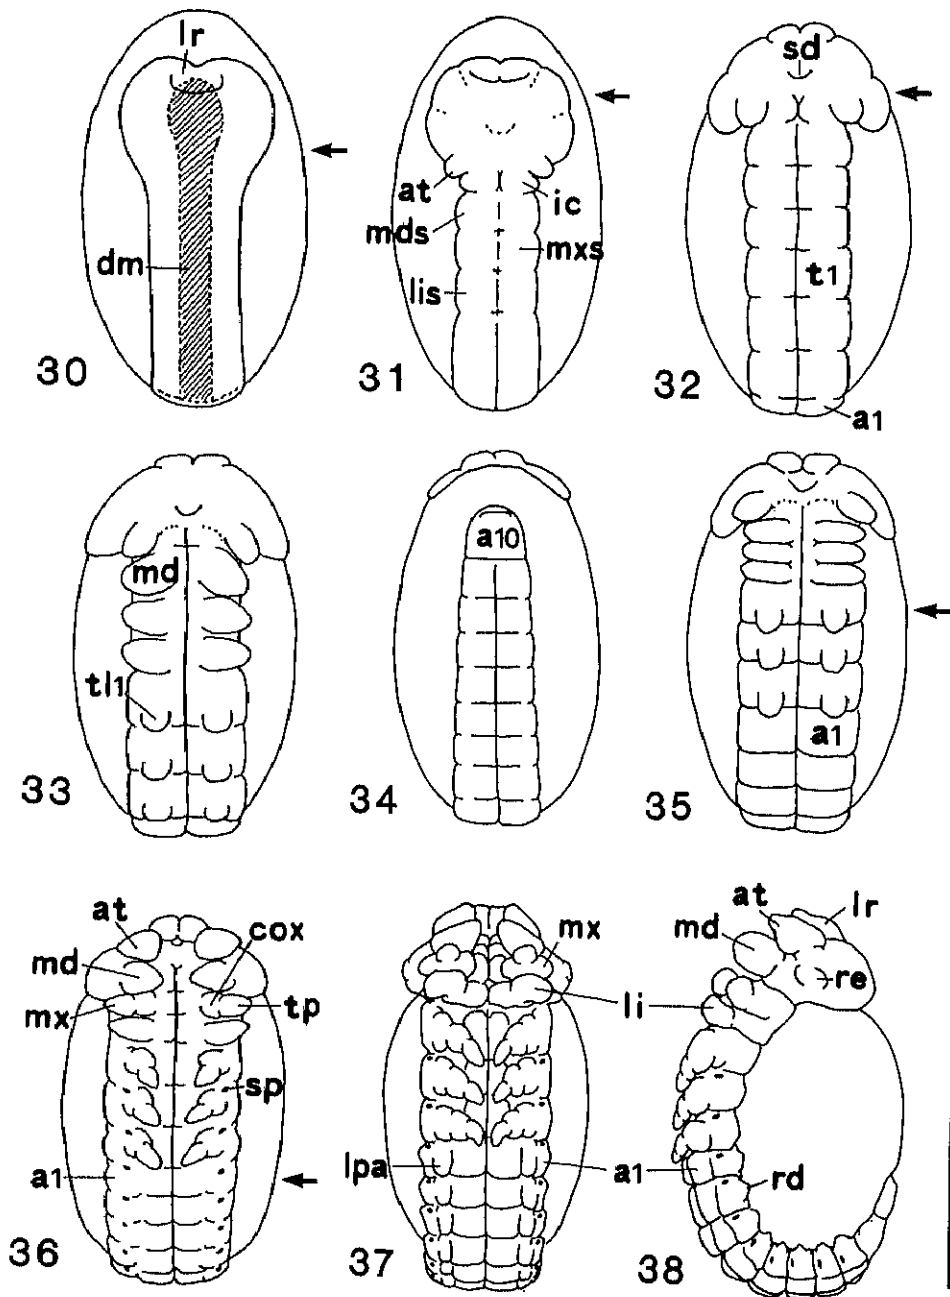 lr
dm
30
at
mds
lis
ic
mxs
31
sd
t1
a1
32
md
tl1
33
a10
34
a1
35
at
md
mx
a1
cox
tp
sp
36
mx
li
lpa
a1
37
at
lr
md
re
rd
38